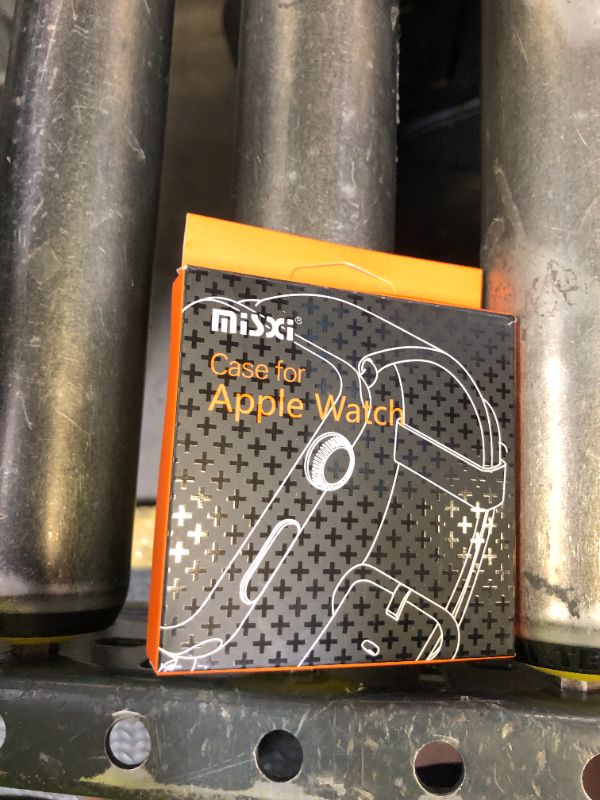 misxi®
Case for
Apple Watch